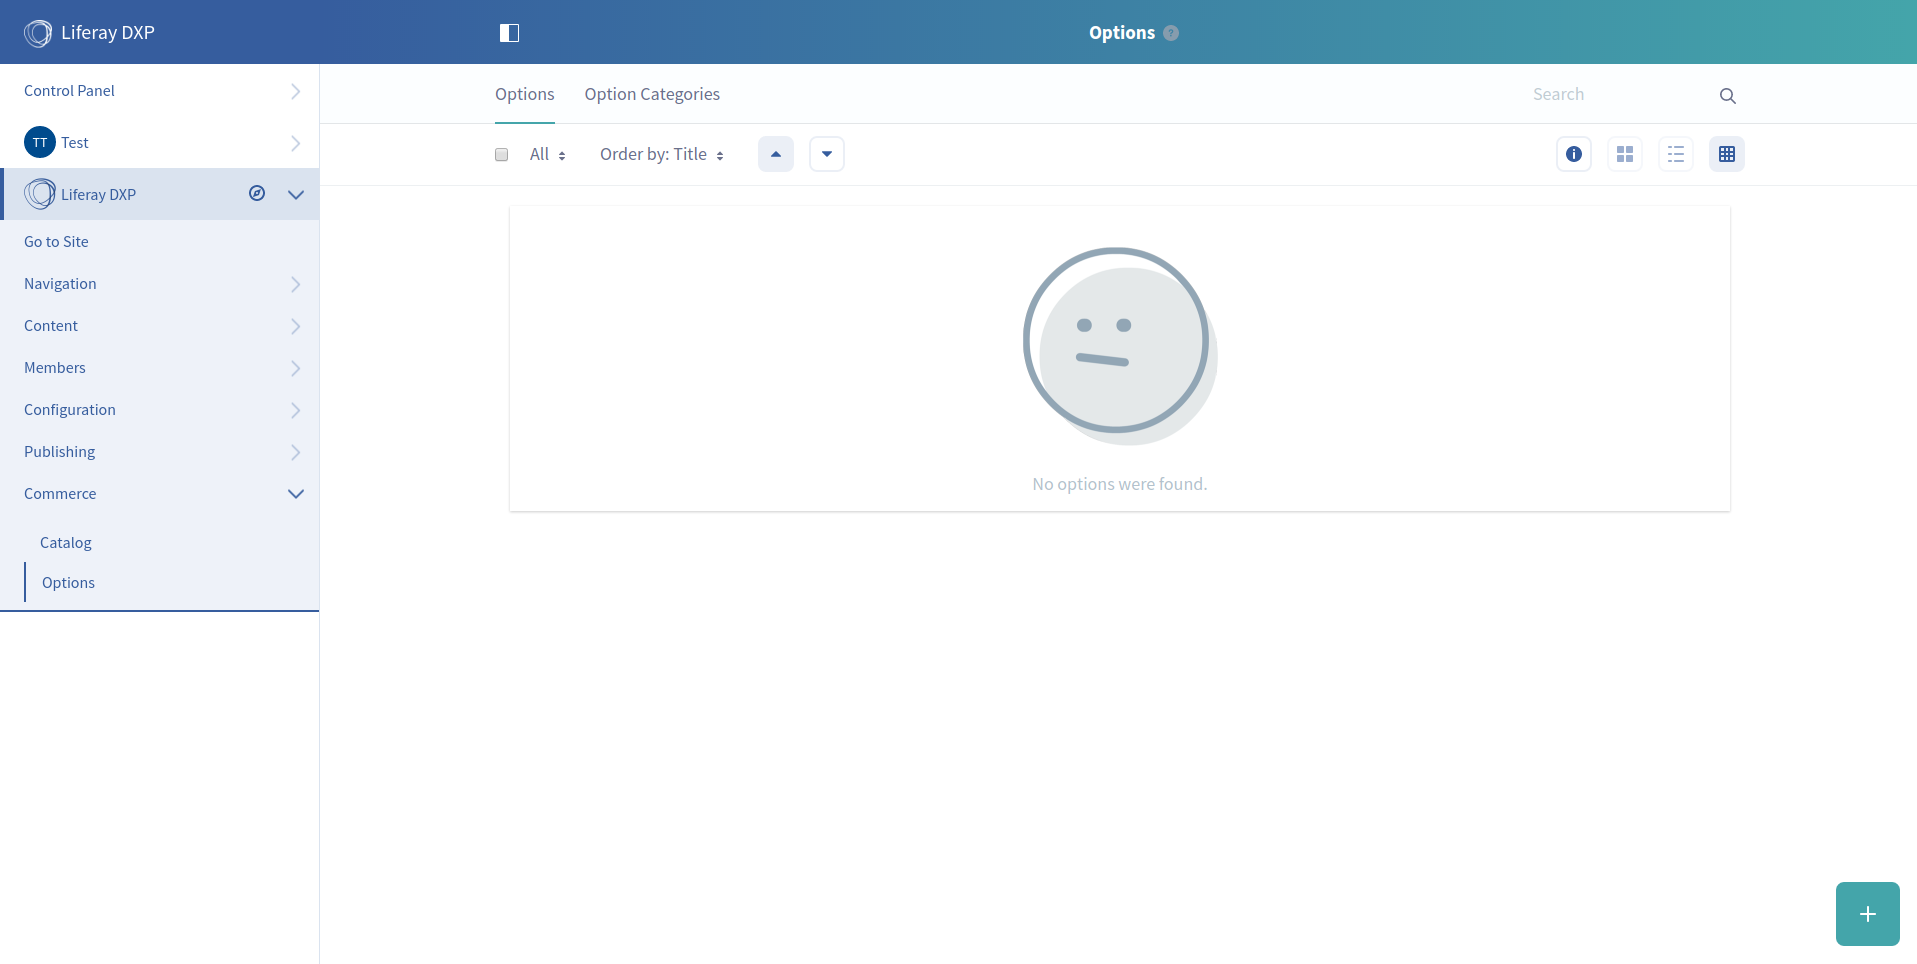 Liferay DXP
Options ?
Control Panel
TT Test
Liferay DXP
Go to Site
Navigation
Content
Members
Configuration
Publishing
Commerce
Catalog
Options
Options Option Categories Search
All Order by: Title i
No options were found.
+